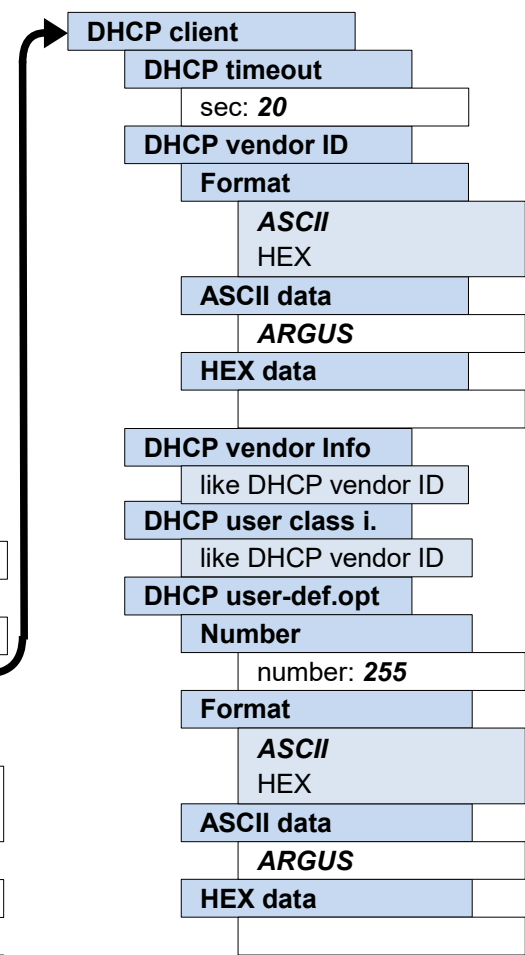 DHCP client
DHCP timeout
sec: 20
DHCP vendor ID
Format
ASCII
HEX
ASCII data
ARGUS
HEX data
DHCP vendor Info
like DHCP vendor ID
DHCP user class i.
like DHCP vendor ID
DHCP user-def.opt
Number
number: 255
Format
ASCII
HEX
ASCII data
ARGUS
HEX data